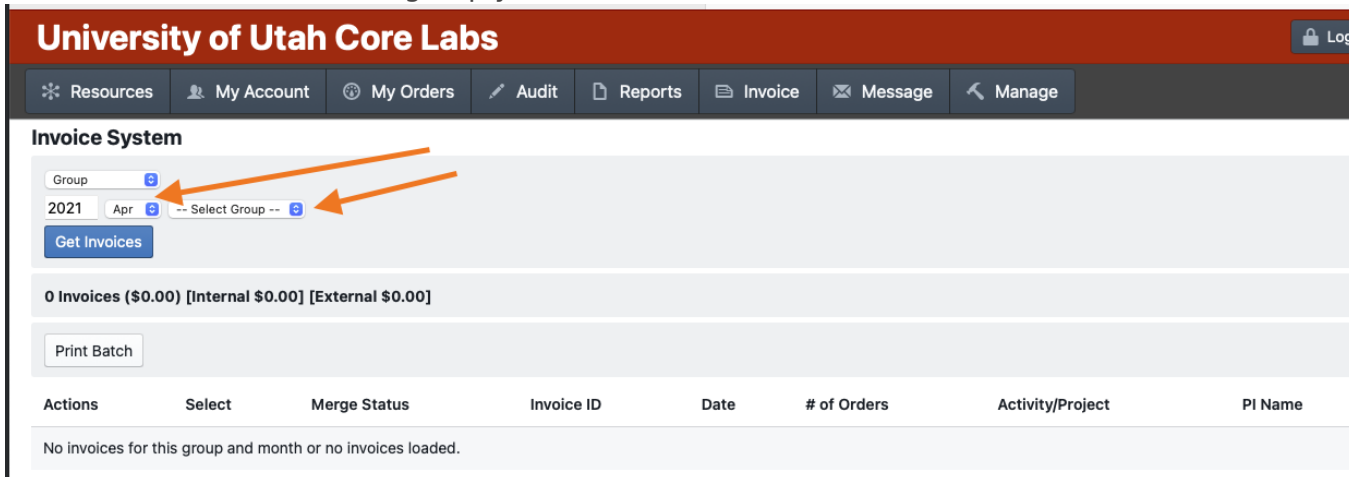 University of Utah Core Labs
Log
Resources My Account My Orders Audit Reports Invoice Message Manage
Invoice System
Group
2021 Apr -- Select Group --
Get Invoices
0 Invoices ($0.00) [Internal $0.00] [External $0.00]
Print Batch
Actions Select Merge Status Invoice ID Date # of Orders Activity/Project PI Name
No invoices for this group and month or no invoices loaded.